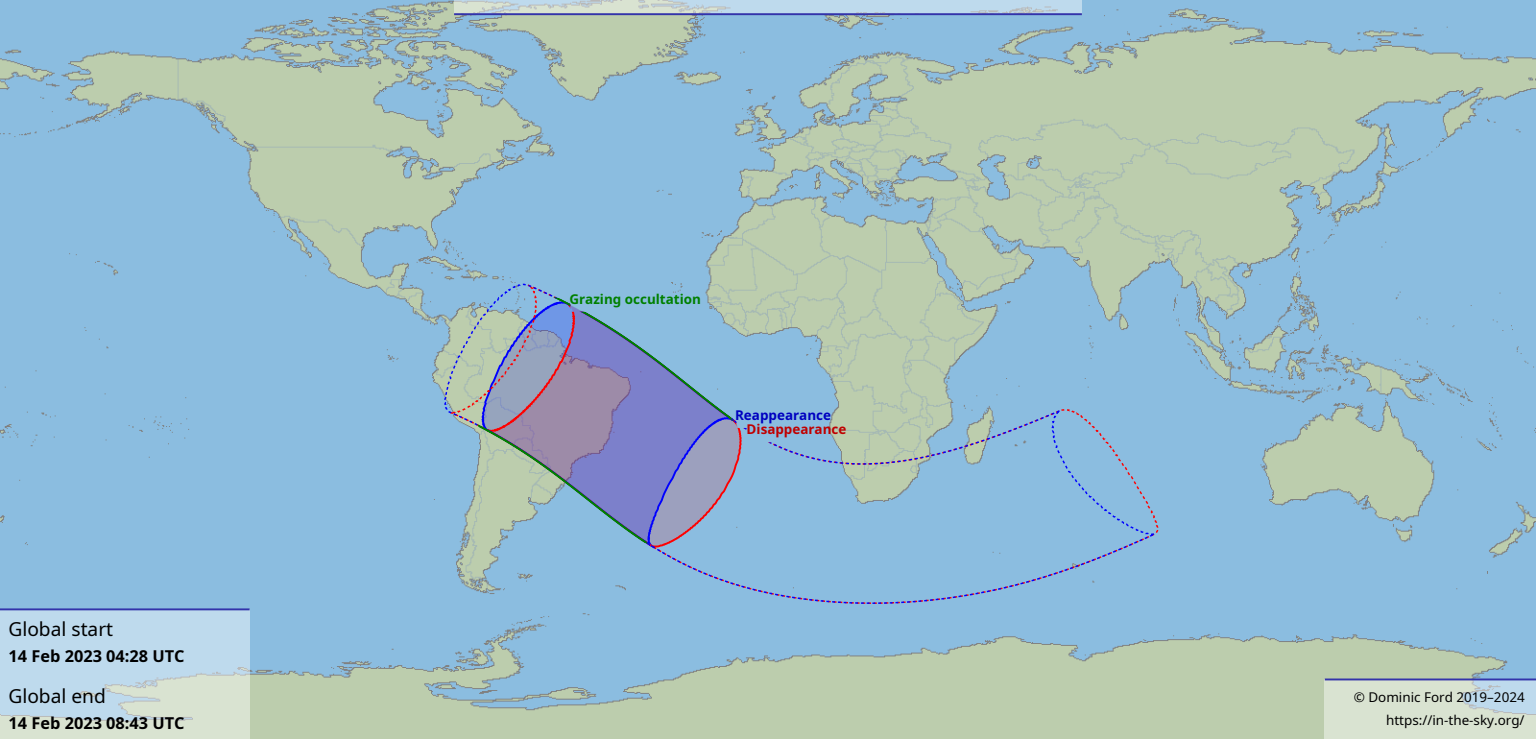 Grazing occultation
Reappearance
Disappearance
Global start
14 Feb 2023 04:28 UTC
Global end
14 Feb 2023 08:43 UTC
© Dominic Ford 2019–2024
https://in-the-sky.org/